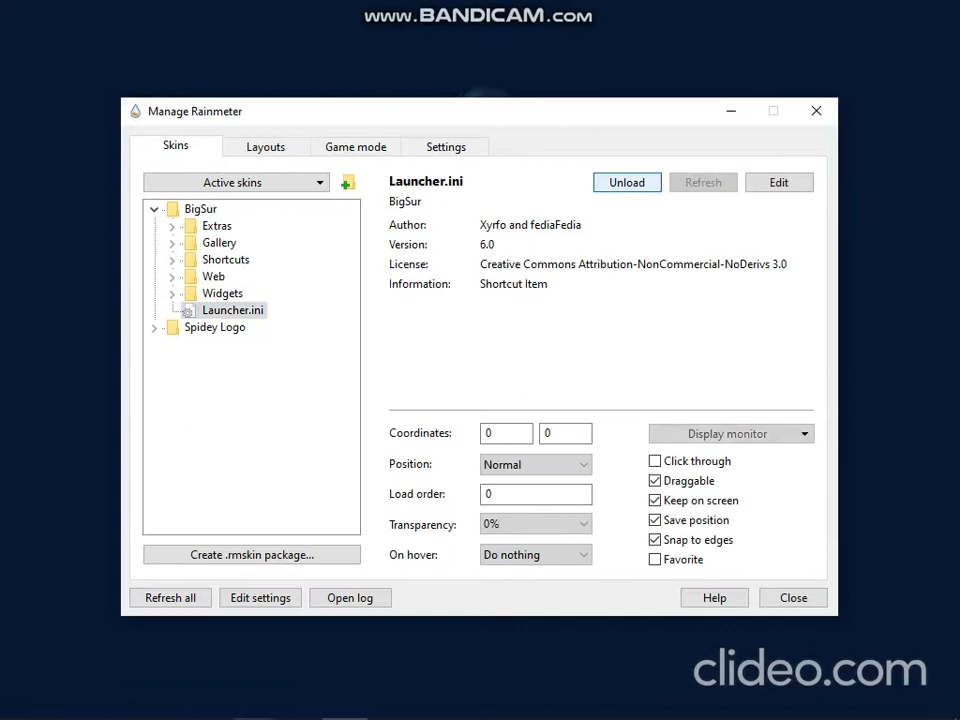 www.BANDICAM.com
Manage Rainmeter
Skins
Layouts
Game mode
Settings
Active skins
BigSur
Extras
Gallery
Shortcuts
Web
Widgets
Launcher.ini
Spidey Logo
Create .rmskin package...
Launcher.ini
Unload
Refresh
Edit
BigSur
Author: Xyrfo and fediaFedia
Version: 6.0
License: Creative Commons Attribution-NonCommercial-NoDerivs 3.0
Information: Shortcut Item
Coordinates: 0 0
Position: Normal
Load order: 0
Transparency: 0%
On hover: Do nothing
Display monitor
Click through
Draggable
Keep on screen
Save position
Snap to edges
Favorite
Refresh all
Edit settings
Open log
Help
Close
clideo.com